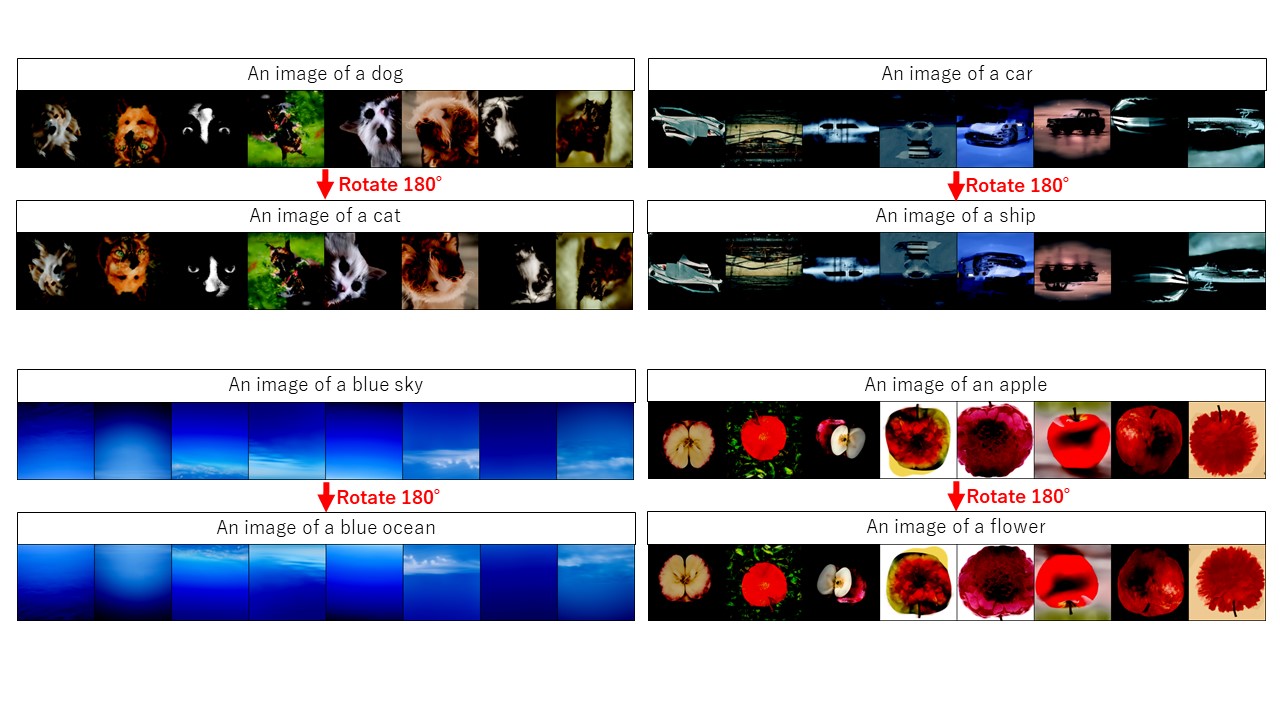 An image of a dog
Rotate 180°
An image of a cat
An image of a car
Rotate 180°
An image of a ship
An image of a blue sky
Rotate 180°
An image of a blue ocean
An image of an apple
Rotate 180°
An image of a flower